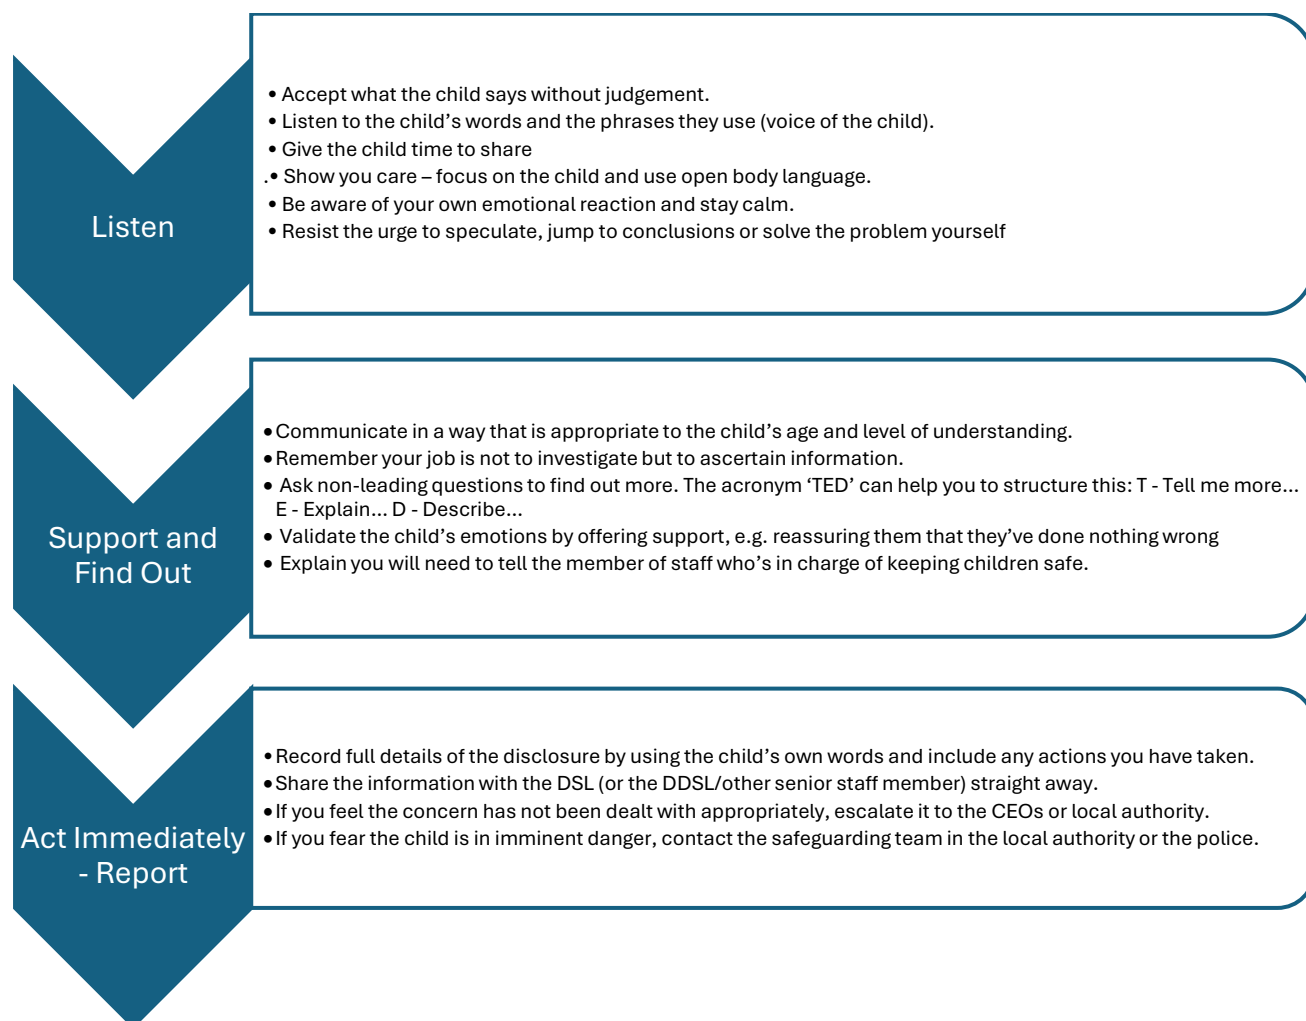 Listen
• Accept what the child says without judgement.
• Listen to the child’s words and the phrases they use (voice of the child).
• Give the child time to share
.• Show you care – focus on the child and use open body language.
• Be aware of your own emotional reaction and stay calm.
• Resist the urge to speculate, jump to conclusions or solve the problem yourself
Support and
Find Out
• Communicate in a way that is appropriate to the child’s age and level of understanding.
• Remember your job is not to investigate but to ascertain information.
• Ask non-leading questions to find out more. The acronym ‘TED’ can help you to structure this: T - Tell me more...
E - Explain... D - Describe...
• Validate the child’s emotions by offering support, e.g. reassuring them that they’ve done nothing wrong
• Explain you will need to tell the member of staff who’s in charge of keeping children safe.
Act Immediately
- Report
• Record full details of the disclosure by using the child’s own words and include any actions you have taken.
• Share the information with the DSL (or the DDSL/other senior staff member) straight away.
• If you feel the concern has not been dealt with appropriately, escalate it to the CEOs or local authority.
• If you fear the child is in imminent danger, contact the safeguarding team in the local authority or the police.